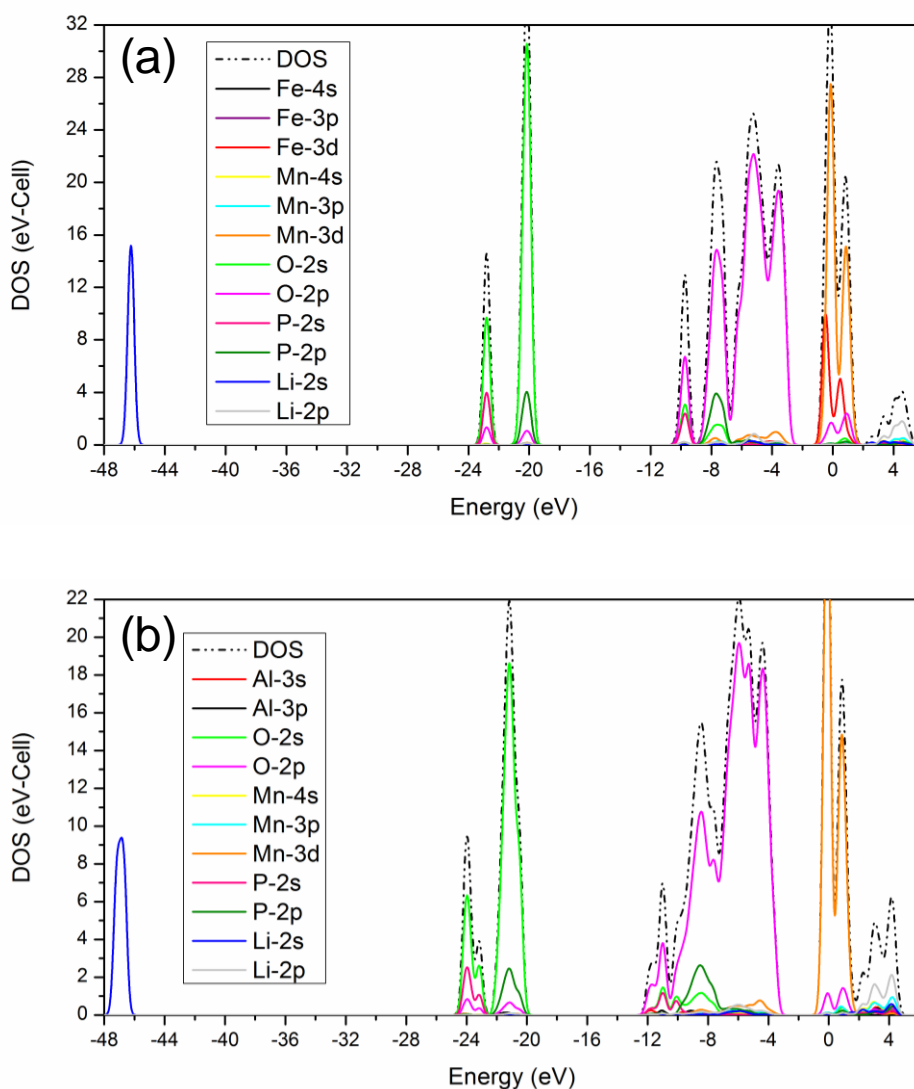 (a)
DOS
Fe-4s
Fe-3p
Fe-3d
Mn-4s
Mn-3p
Mn-3d
O-2s
O-2p
P-2s
P-2p
Li-2s
Li-2p
DOS (eV-Cell)
32
28
24
20
16
12
8
4
0
-48 -44 -40 -36 -32 -28 -24 -20 -16 -12 -8 -4 0 4
Energy (eV)
(b)
DOS
Al-3s
Al-3p
O-2s
O-2p
Mn-4s
Mn-3p
Mn-3d
P-2s
P-2p
Li-2s
Li-2p
DOS (eV-Cell)
22
20
18
16
14
12
10
8
6
4
2
0
-48 -44 -40 -36 -32 -28 -24 -20 -16 -12 -8 -4 0 4
Energy (eV)